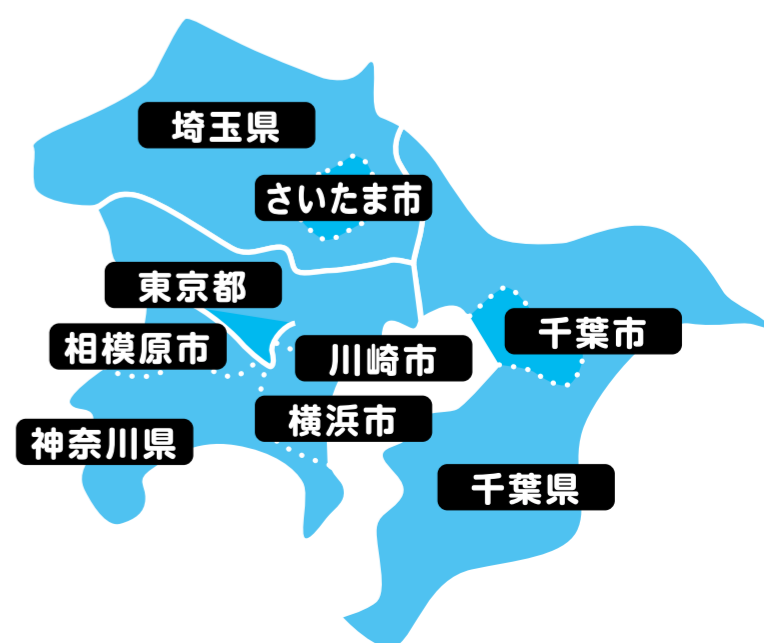 埼玉県
さいたま市
東京都
千葉市
相模原市
川崎市
横浜市
神奈川県
千葉県